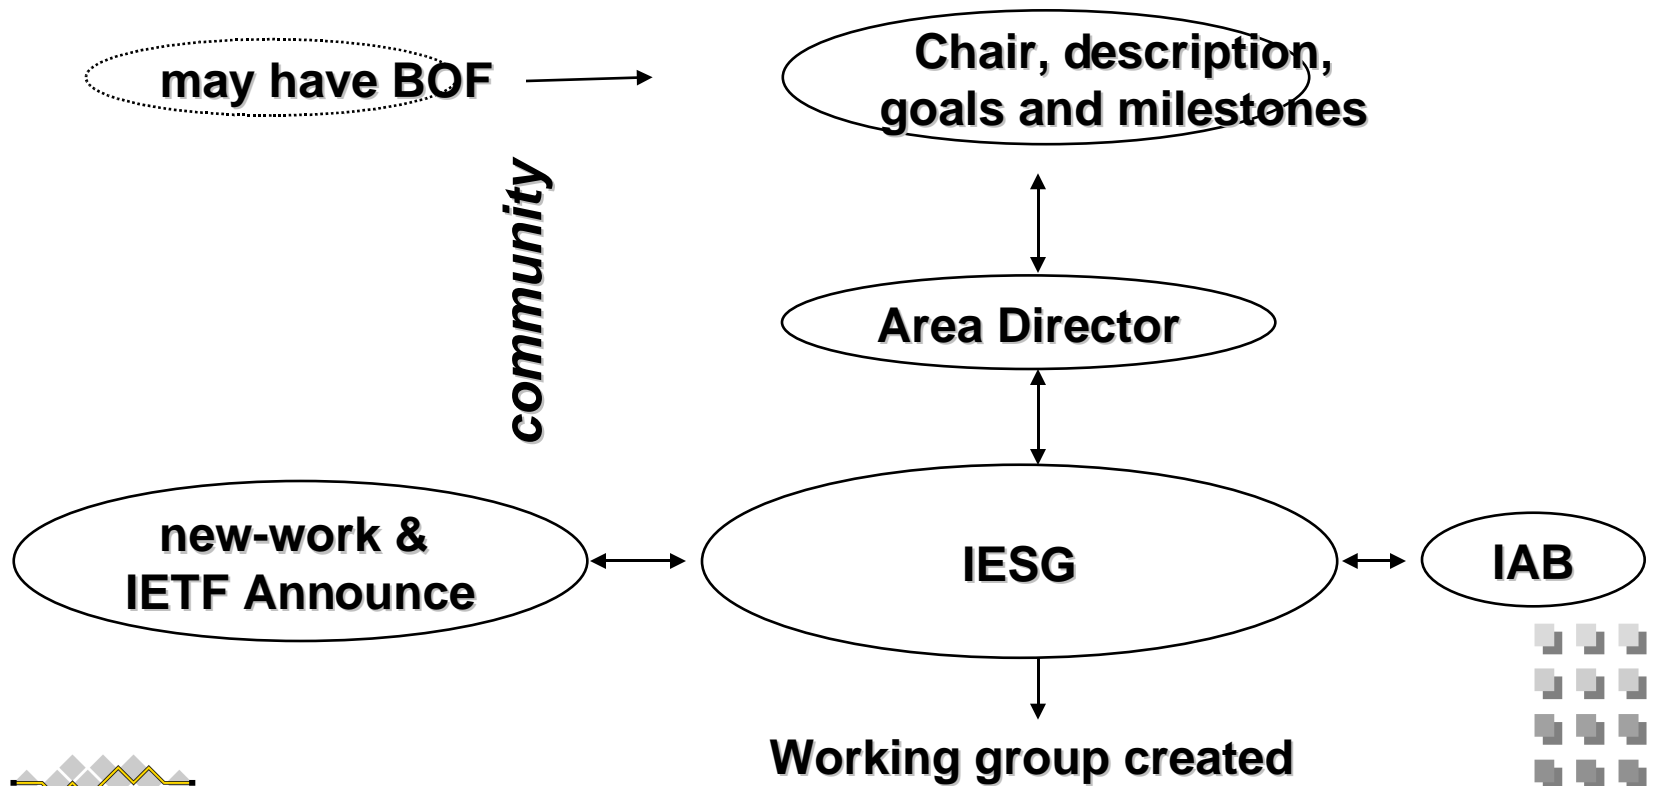 may have BOF
Chair, description,
goals and milestones
community
Area Director
new-work &
IETF Announce
IESG
IAB
Working group created